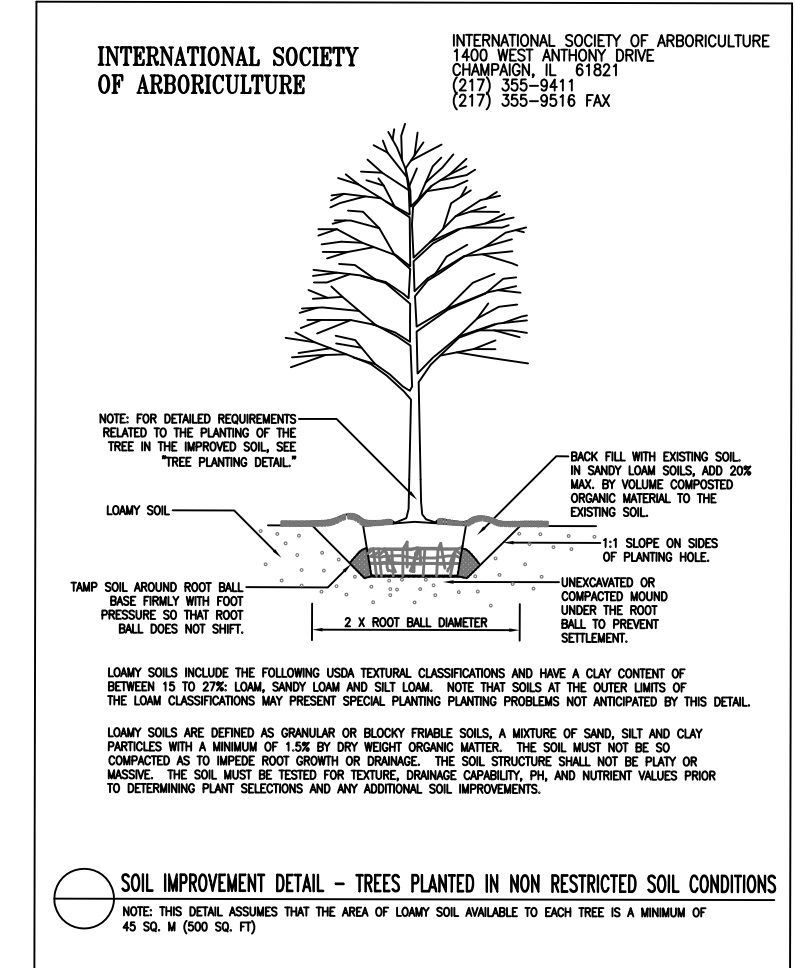 INTERNATIONAL SOCIETY
OF ARBORICULTURE
INTERNATIONAL SOCIETY OF ARBORICULTURE
1400 WEST ANTHONY DRIVE
CHAMPAIGN, IL 61821
(217) 355-9411
(217) 355-9516 FAX
NOTE: FOR DETAILED REQUIREMENTS
RELATED TO THE PLANTING OF THE
TREE IN THE IMPROVED SOIL, SEE
"TREE PLANTING DETAIL."
LOAMY SOIL
TAMP SOIL AROUND ROOT BALL
BASE FIRMLY WITH FOOT
PRESSURE SO THAT ROOT
BALL DOES NOT SHIFT.
BACK FILL WITH EXISTING SOIL.
IN SANDY LOAM SOILS, ADD 20%
MAX. BY VOLUME COMPOSTED
ORGANIC MATERIAL TO THE
EXISTING SOIL.
1:1 SLOPE ON SIDES
OF PLANTING HOLE.
UNEXCAVATED OR
COMPACTED MOUND
UNDER THE ROOT
BALL TO PREVENT
SETTLEMENT.
2 X ROOT BALL DIAMETER
LOAMY SOILS INCLUDE THE FOLLOWING USDA TEXTURAL CLASSIFICATIONS AND HAVE A CLAY CONTENT OF
BETWEEN 15 TO 27%: LOAM, SANDY LOAM AND SILT LOAM. NOTE THAT SOILS AT THE OUTER LIMITS OF
THE LOAM CLASSIFICATIONS MAY PRESENT SPECIAL PLANTING PLANTING PROBLEMS NOT ANTICIPATED BY THIS DETAIL.
LOAMY SOILS ARE DEFINED AS GRANULAR OR BLOCKY FRIABLE SOILS, A MIXTURE OF SAND, SILT AND CLAY
PARTICLES WITH A MINIMUM OF 1.5% BY DRY WEIGHT ORGANIC MATTER. THE SOIL MUST NOT BE SO
COMPACTED AS TO IMPEDE ROOT GROWTH OR DRAINAGE. THE SOIL STRUCTURE SHALL NOT BE PLATY OR
MASSIVE. THE SOIL MUST BE TESTED FOR TEXTURE, DRAINAGE CAPABILITY, PH, AND NUTRIENT VALUES PRIOR
TO DETERMINING PLANT SELECTIONS AND ANY ADDITIONAL SOIL IMPROVEMENTS.
SOIL IMPROVEMENT DETAIL - TREES PLANTED IN NON RESTRICTED SOIL CONDITIONS
NOTE: THIS DETAIL ASSUMES THAT THE AREA OF LOAMY SOIL AVAILABLE TO EACH TREE IS A MINIMUM OF
45 SQ. M (500 SQ. FT)